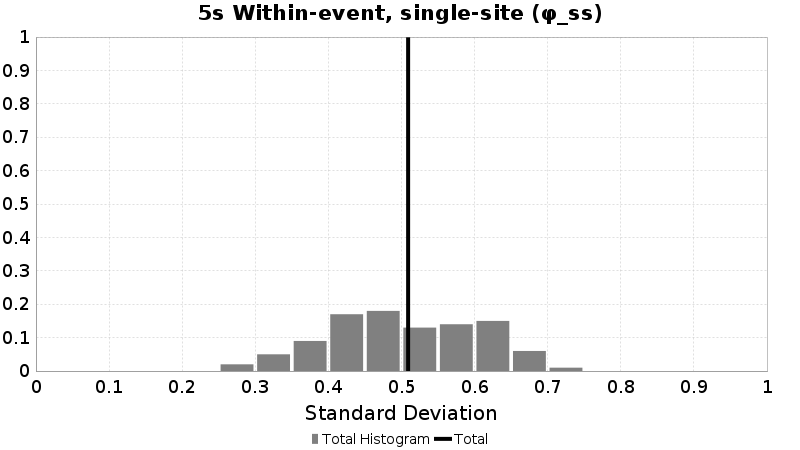 5s Within-event, single-site (φ_ss)
1
0.9
0.8
0.7
0.6
0.5
0.4
0.3
0.2
0.1
0
0 0.1 0.2 0.3 0.4 0.5 0.6 0.7 0.8 0.9 1
Standard Deviation
Total Histogram Total